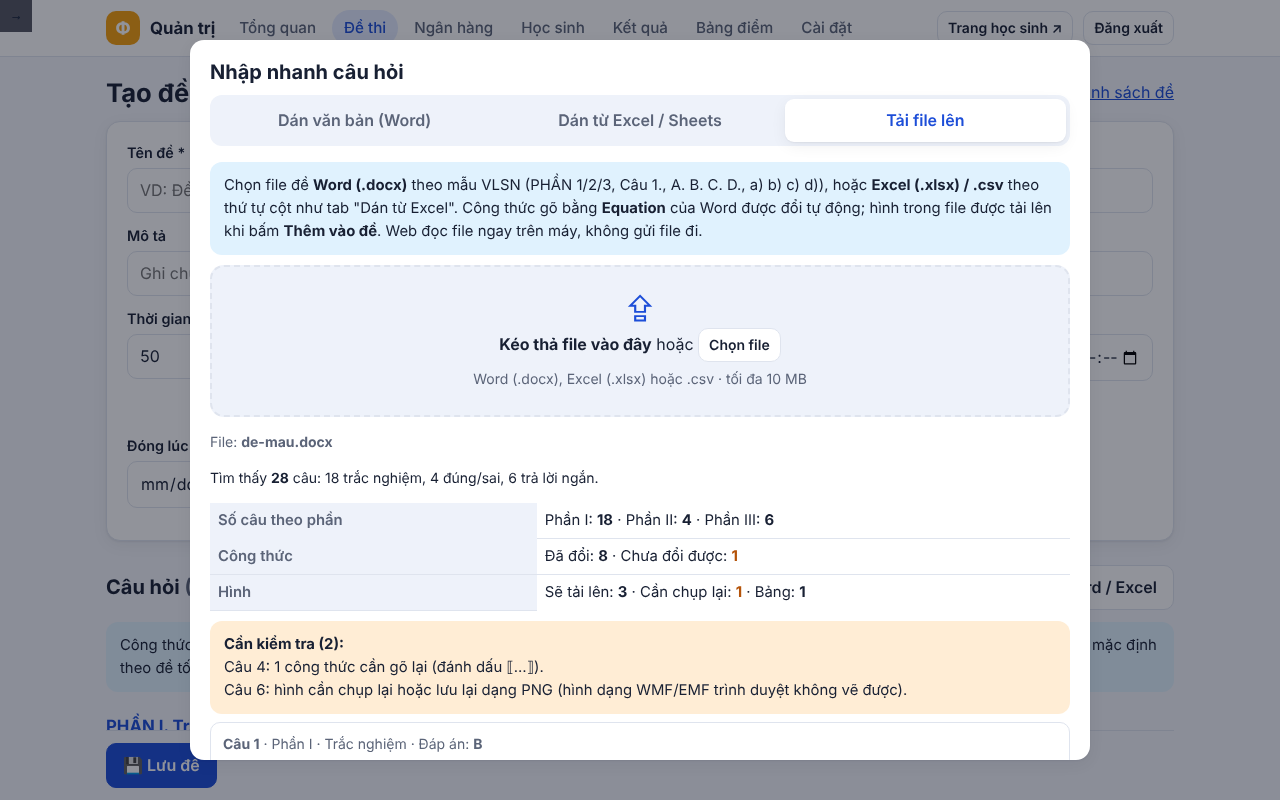 →
Φ Quản trị Tổng quan Đề thi Ngân hàng Học sinh Kết quả Bảng điểm Cài đặt Trang học sinh ↗ Đăng xuất
Nhập nhanh câu hỏi
Tạo đề
nh sách đề
Dán văn bản (Word) Dán từ Excel / Sheets Tải file lên
Tên đề *
VD: Đề
Chọn file đề Word (.docx) theo mẫu VLSN (PHẦN 1/2/3, Câu 1., A. B. C. D., a) b) c) d)), hoặc Excel (.xlsx) / .csv theo
thứ tự cột như tab "Dán từ Excel". Công thức gõ bằng Equation của Word được đổi tự động; hình trong file được tải lên
khi bấm Thêm vào đề. Web đọc file ngay trên máy, không gửi file đi.
Mô tả
Ghi ch
Thời gian
50
-:--
Kéo thả file vào đây hoặc Chọn file
Word (.docx), Excel (.xlsx) hoặc .csv · tối đa 10 MB
Đóng lúc
mm/d
File: de-mau.docx
Tìm thấy 28 câu: 18 trắc nghiệm, 4 đúng/sai, 6 trả lời ngắn.
Số câu theo phần Phần I: 18 · Phần II: 4 · Phần III: 6
Công thức Đã đổi: 8 · Chưa đổi được: 1
Hình Sẽ tải lên: 3 · Cần chụp lại: 1 · Bảng: 1
Câu hỏi (
rd / Excel
Cần kiểm tra (2):
Câu 4: 1 công thức cần gõ lại (đánh dấu ⟦…⟧).
Câu 6: hình cần chụp lại hoặc lưu lại dạng PNG (hình dạng WMF/EMF trình duyệt không vẽ được).
Công thức
mặc định
theo đề tố
PHẦN I. Tr
Câu 1 · Phần I · Trắc nghiệm · Đáp án: B
💾 Lưu đề